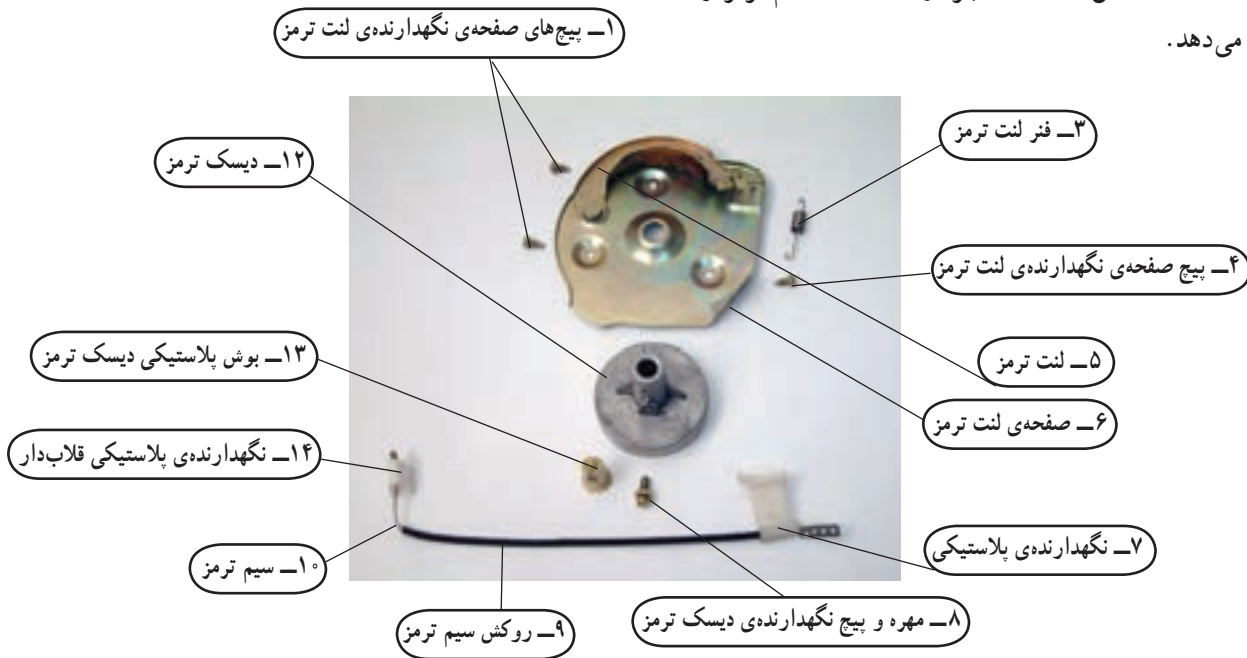 می‌دهد.
۱ــ پیچ‌های صفحه‌ی نگهدارنده‌ی لنت ترمز
۳ــ فنر لنت ترمز
۱۲ــ دیسک ترمز
۴ــ پیچ صفحه‌ی نگهدارنده‌ی لنت ترمز
۱۳ــ بوش پلاستیکی دیسک ترمز
۵ــ لنت ترمز
۶ــ صفحه‌ی لنت ترمز
۱۴ــ نگهدارنده‌ی پلاستیکی قلاب‌دار
۷ــ نگهدارنده‌ی پلاستیکی
۱۰ــ سیم ترمز
۸ــ مهره و پیچ نگهدارنده‌ی دیسک ترمز
۹ــ روکش سیم ترمز